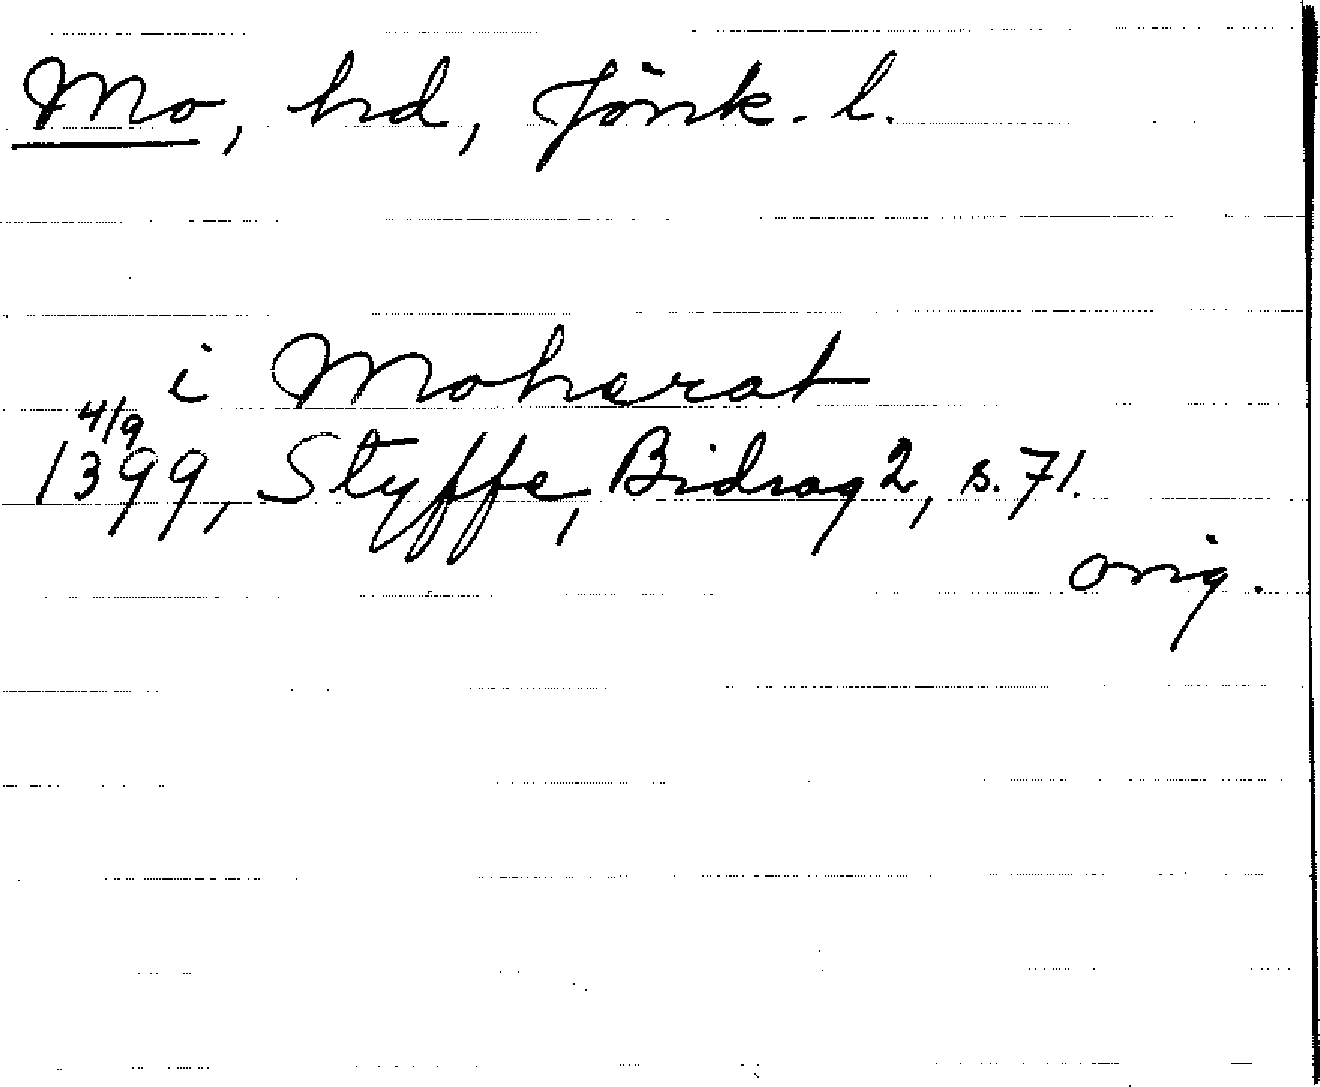 Mo, hd, Jönk. l.
i Moherat
4/9
1399, Styffe, Bidrag 2, s. 71.
orig.